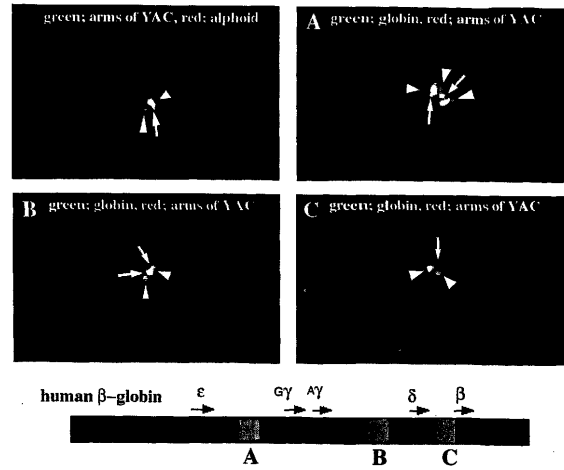 green; arms of YAC, red; alphoid
A
green; globin, red; arms of YAC
B
green; globin, red; arms of YAC
C
green; globin, red; arms of YAC
human β-globin
ε
Gγ
Aγ
δ
β
A
B
C